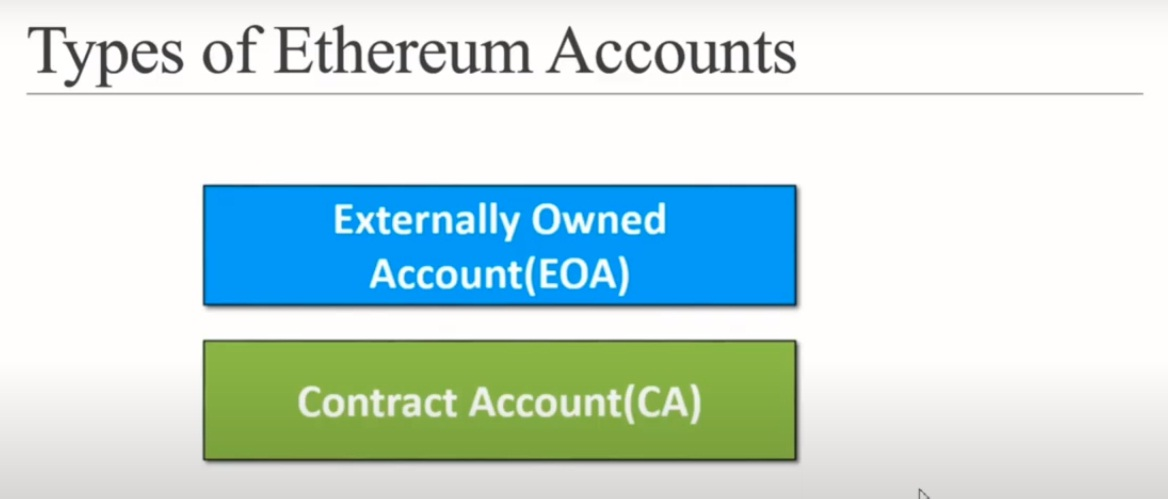 Types of Ethereum Accounts
Externally Owned
Account(EOA)
Contract Account(CA)